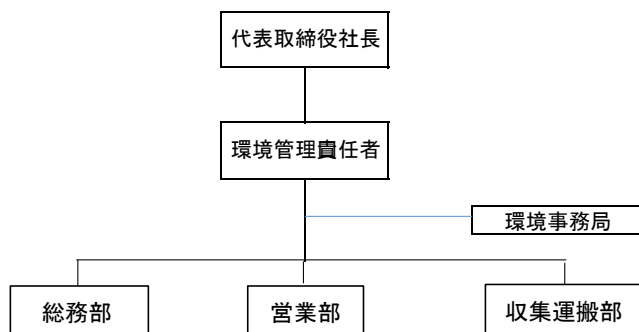 代表取締役社長
環境管理責任者
環境事務局
総務部
営業部
収集運搬部